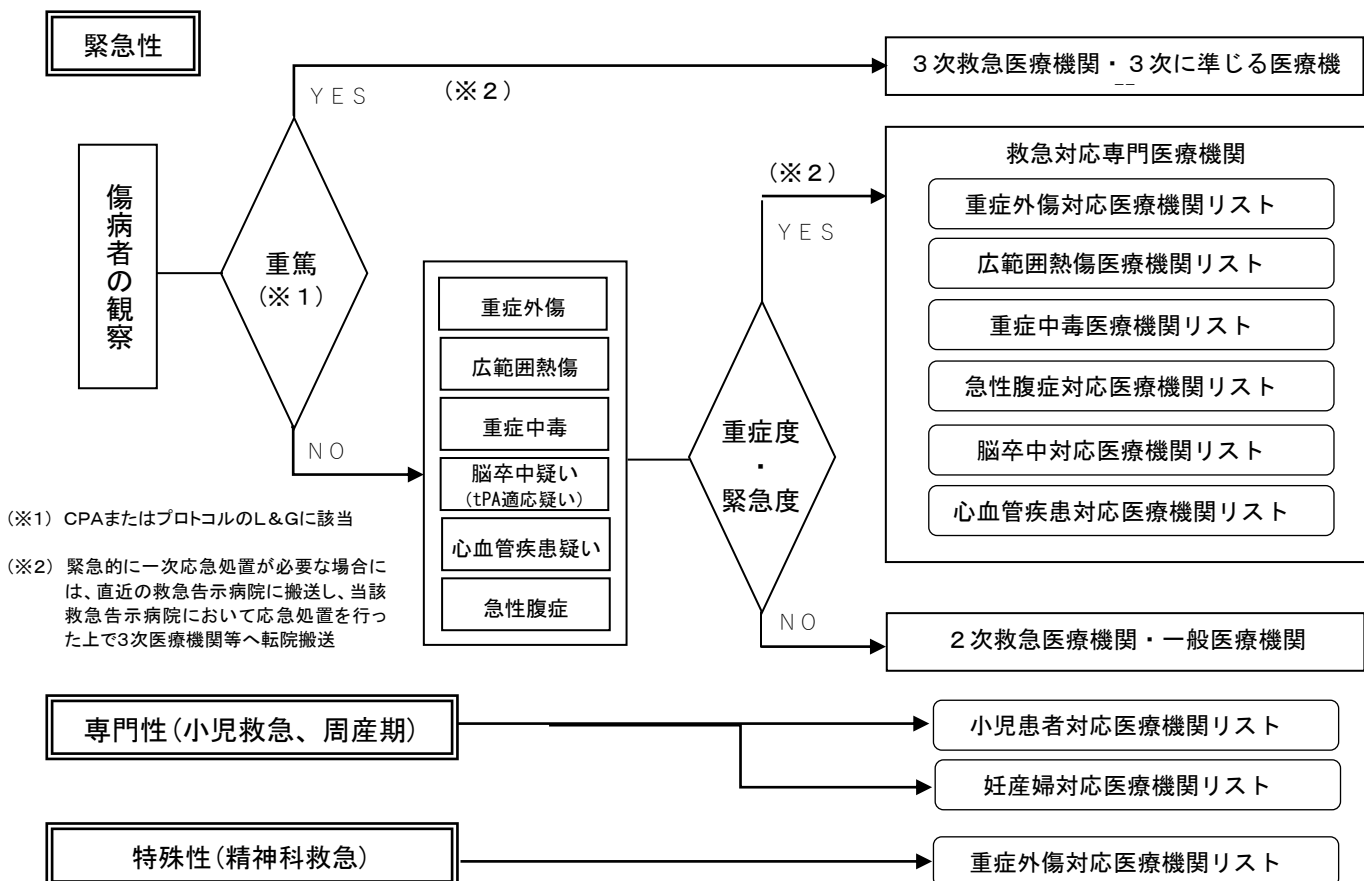 緊急性
3次救急医療機関・3次に準じる医療機
YES
(※2)
救急対応専門医療機関
(※2)
重症外傷対応医療機関リスト
YES
広範囲熱傷医療機関リスト
重症中毒医療機関リスト
急性腹症対応医療機関リスト
脳卒中対応医療機関リスト
心血管疾患対応医療機関リスト
傷病者の観察
重篤
(※1)
重症外傷
広範囲熱傷
重症中毒
脳卒中疑い
(tPA適応疑い)
心血管疾患疑い
急性腹症
重症度
・
緊急度
NO
NO
2次救急医療機関・一般医療機関
(※1) CPAまたはプロトコルのL&Gに該当
(※2) 緊急的に一次応急処置が必要な場合に
は、直近の救急告示病院に搬送し、当該
救急告示病院において応急処置を行っ
た上で3次医療機関等へ転院搬送
専門性(小児救急、周産期)
小児患者対応医療機関リスト
妊産婦対応医療機関リスト
特殊性(精神科救急)
重症外傷対応医療機関リスト